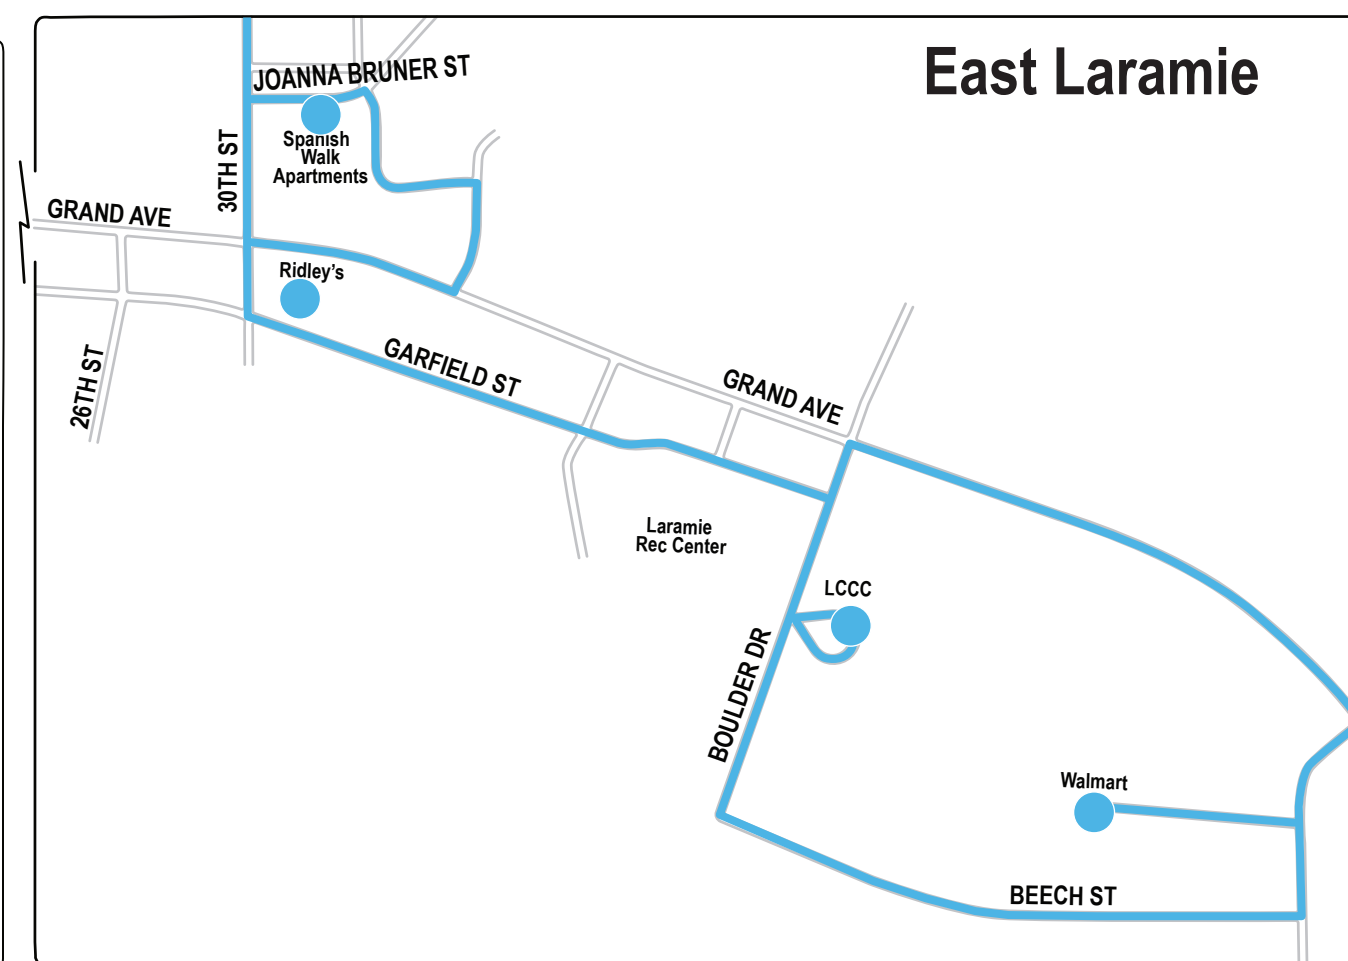 East Laramie
JOANNA BRUNER ST
Spanish
Walk
Apartments
30TH ST
GRAND AVE
Ridley's
26TH ST
GARFIELD ST
GRAND AVE
Laramie
Rec Center
LCCC
BOULDER DR
Walmart
BEECH ST